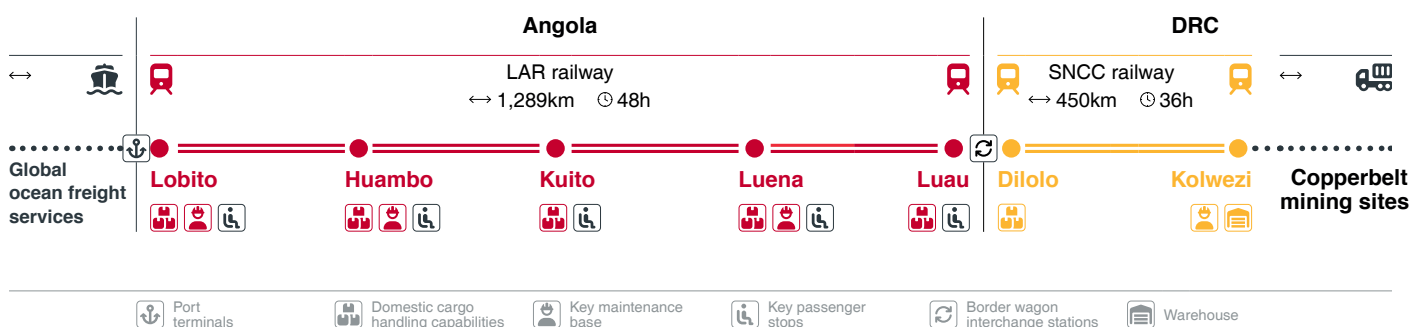 Angola
DRC
LAR railway
↔ 1,289km 48h
SNCC railway
↔ 450km 36h
Global
ocean freight
services
Lobito
Huambo
Kuito
Luena
Luau
Dilolo
Kolwezi
Copperbelt
mining sites
Port
terminals
Domestic cargo
handling capabilities
Key maintenance
base
Key passenger
stops
Border wagon
interchange stations
Warehouse